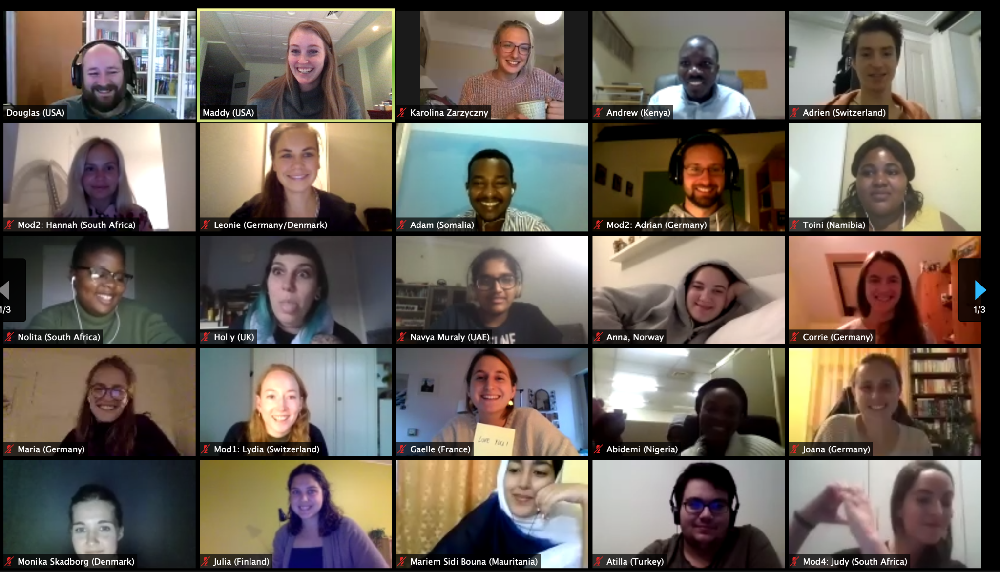 Douglas (USA)
Maddy (USA)
Karolina Zarzyczny
Andrew (Kenya)
Adrien (Switzerland)
Mod2: Hannah (South Africa)
Leonie (Germany/Denmark)
Adam (Somalia)
Mod2: Adrian (Germany)
Toini (Namibia)
1/3
Nolita (South Africa)
Holly (UK)
Navya Muraly (UAE)
Anna, Norway
Corrie (Germany)
1/3
Maria (Germany)
Mod1: Lydia (Switzerland)
LOVE YOU!
Gaelle (France)
Abidemi (Nigeria)
Joana (Germany)
Monika Skadborg (Denmark)
Julia (Finland)
Mariem Sidi Bouna (Mauritania)
Atilla (Turkey)
Mod4: Judy (South Africa)